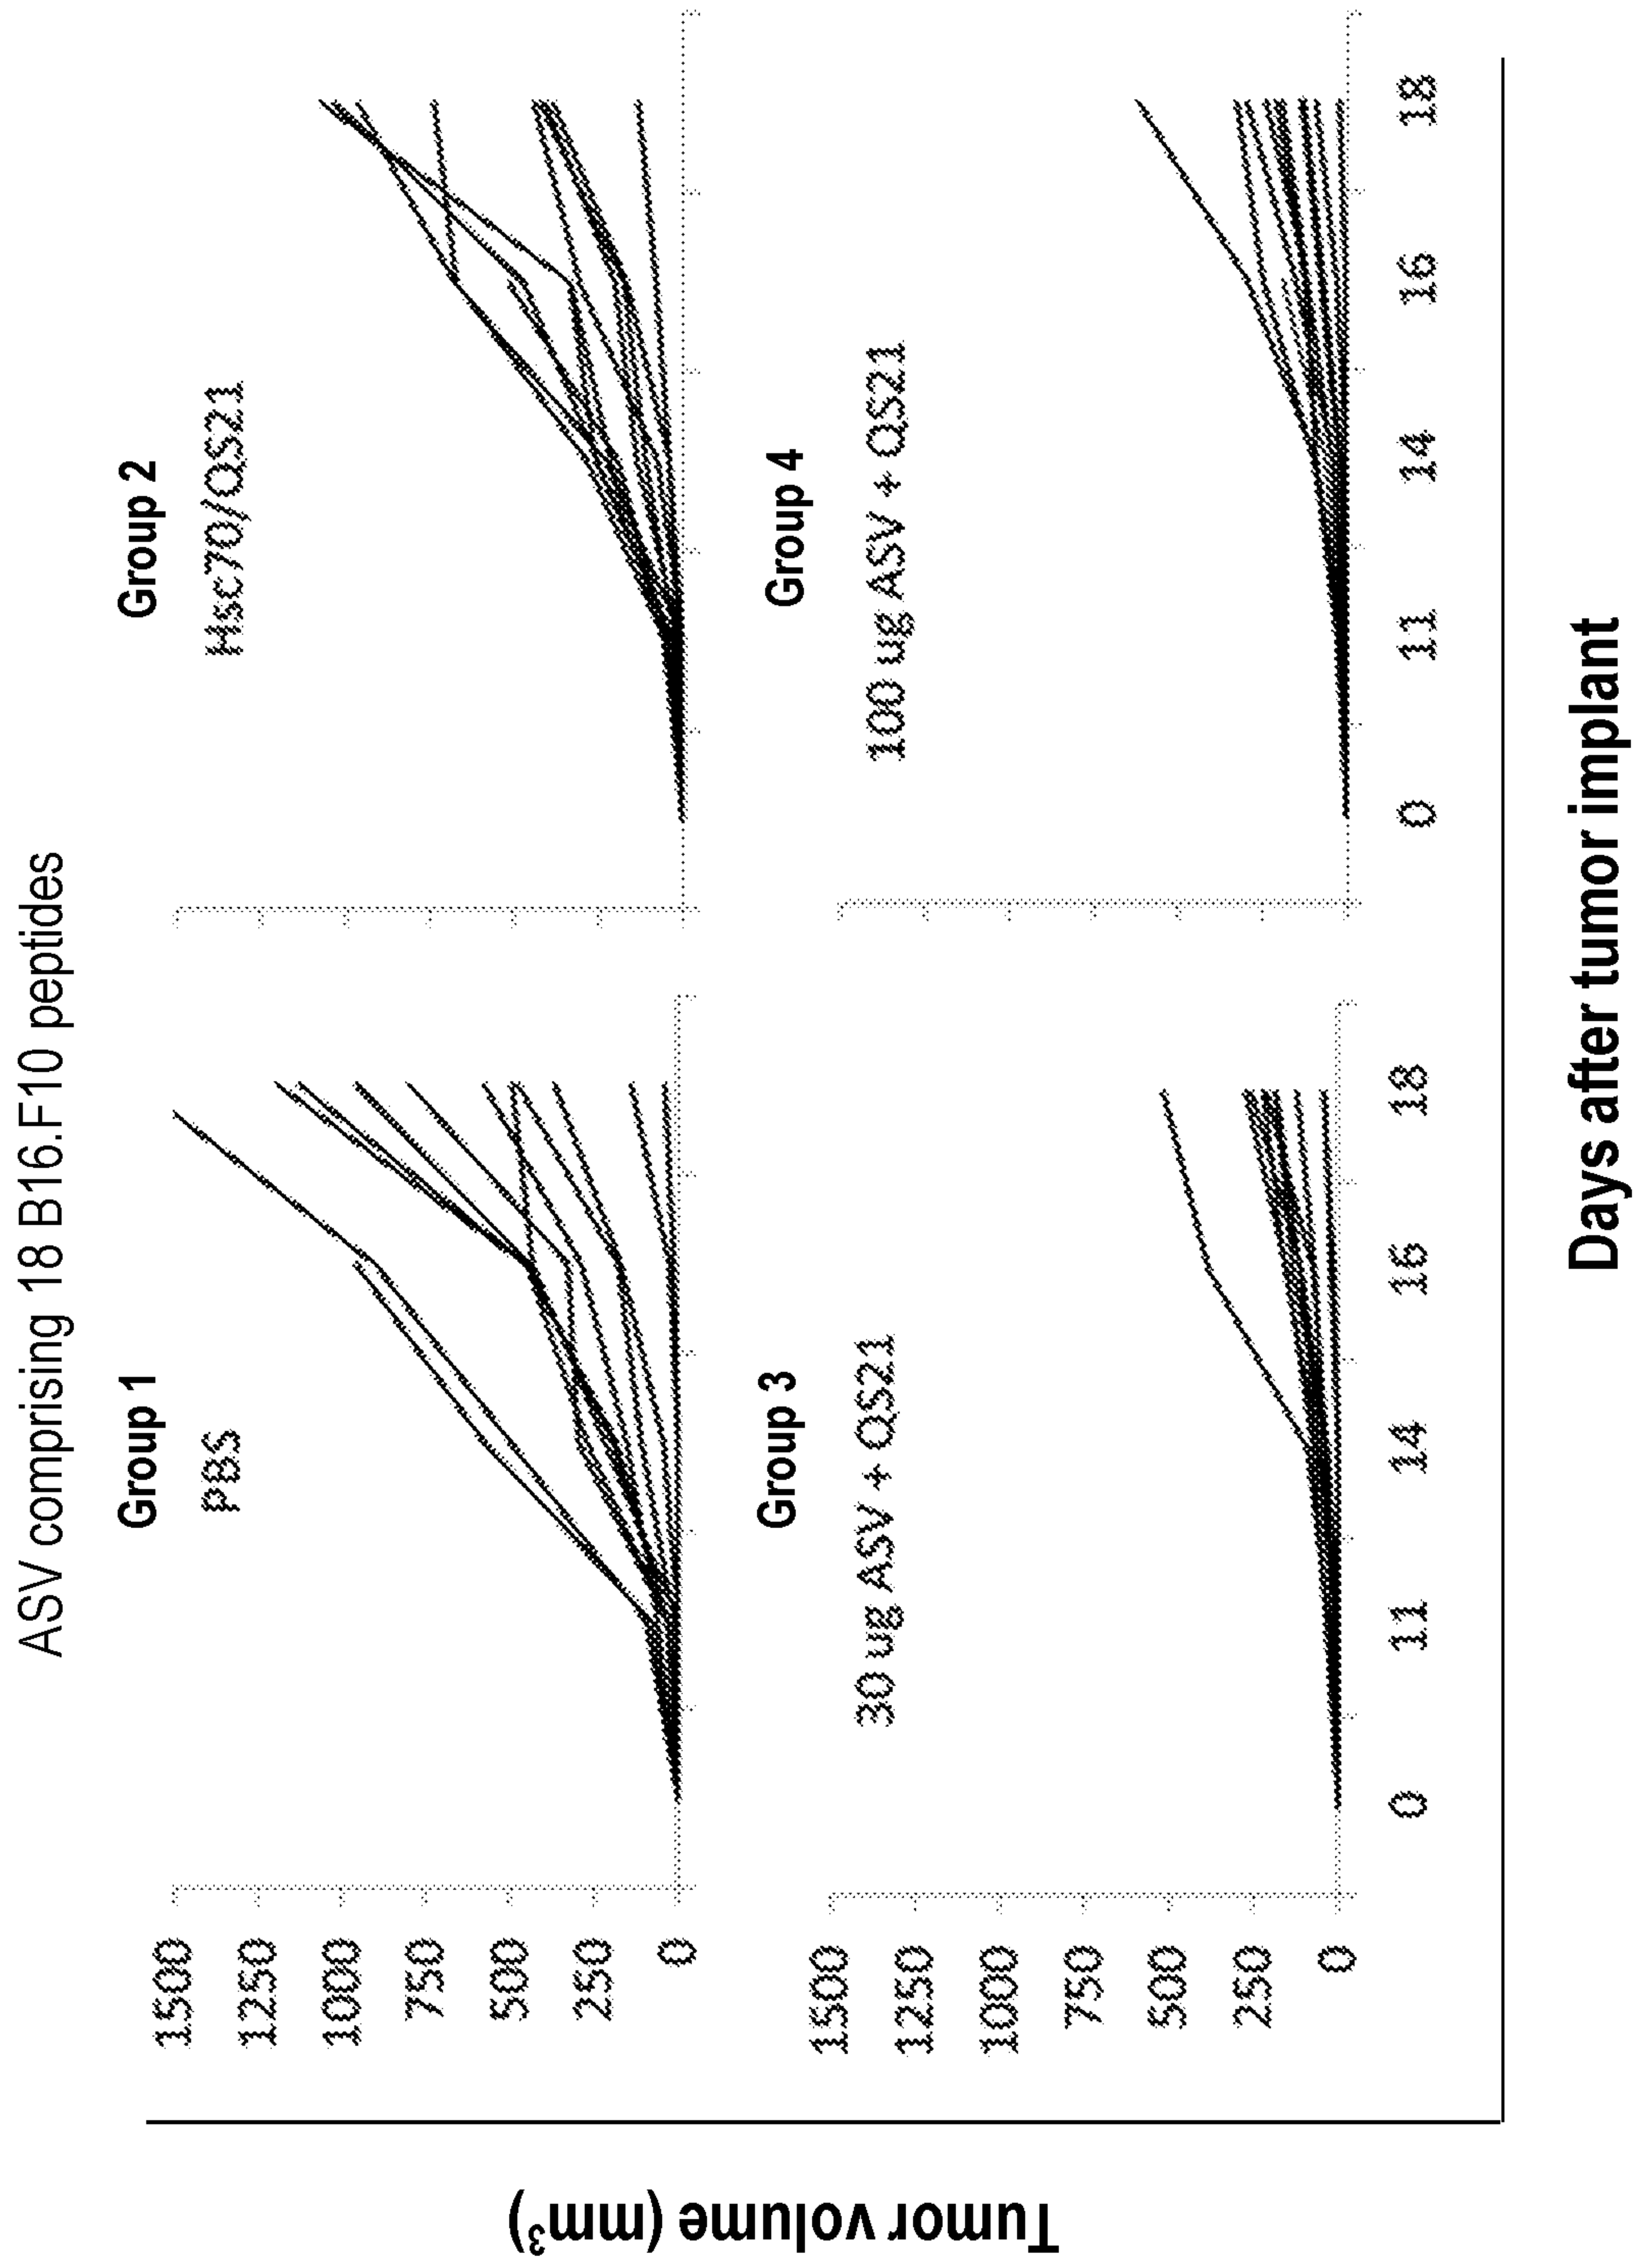 ASV comprising 18 B16.F10 peptides
Group 1
PBS
Group 2
Hsc70/QS21
1500
1250
1000
750
500
250
0
Group 3
30 ug ASV + QS21
Group 4
100 ug ASV + QS21
1500
1250
1000
750
500
250
0
0 11 14 16 18
0 11 14 16 18
Tumor volume (mm³)
Days after tumor implant